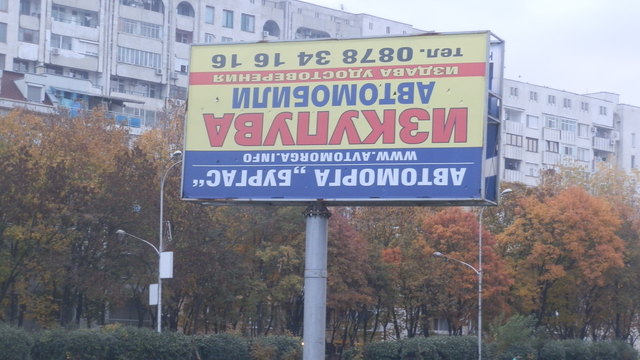 АВТОМОРГА „БУРГАС“
WWW.AVTOMORGA.INFO
ИЗКУПУВА
АВТОМОБИЛИ
ИЗДАВА УДОСТОВЕРЕНИЯ
тел. 0878 34 16 16